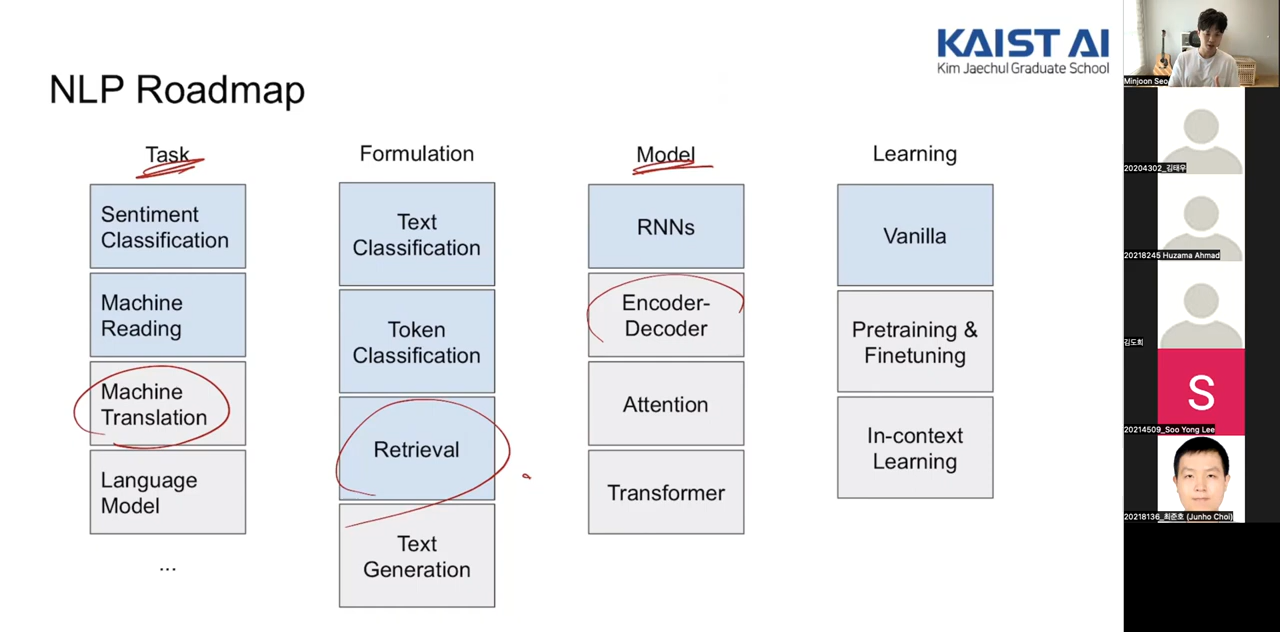 KAIST AI
Kim Jaechul Graduate School
NLP Roadmap
Task
Sentiment
Classification
Machine
Reading
Machine
Translation
Language
Model
...
Formulation
Text
Classification
Token
Classification
Retrieval
Text
Generation
Model
RNNs
Encoder-
Decoder
Attention
Transformer
Learning
Vanilla
Pretraining &
Finetuning
In-context
Learning
Minjoon Seo
20204302_김태우
20218245 Huzama Ahmad
김도희
S
20214509_Soo Yong Lee
20218136_최준호 (Junho Choi)